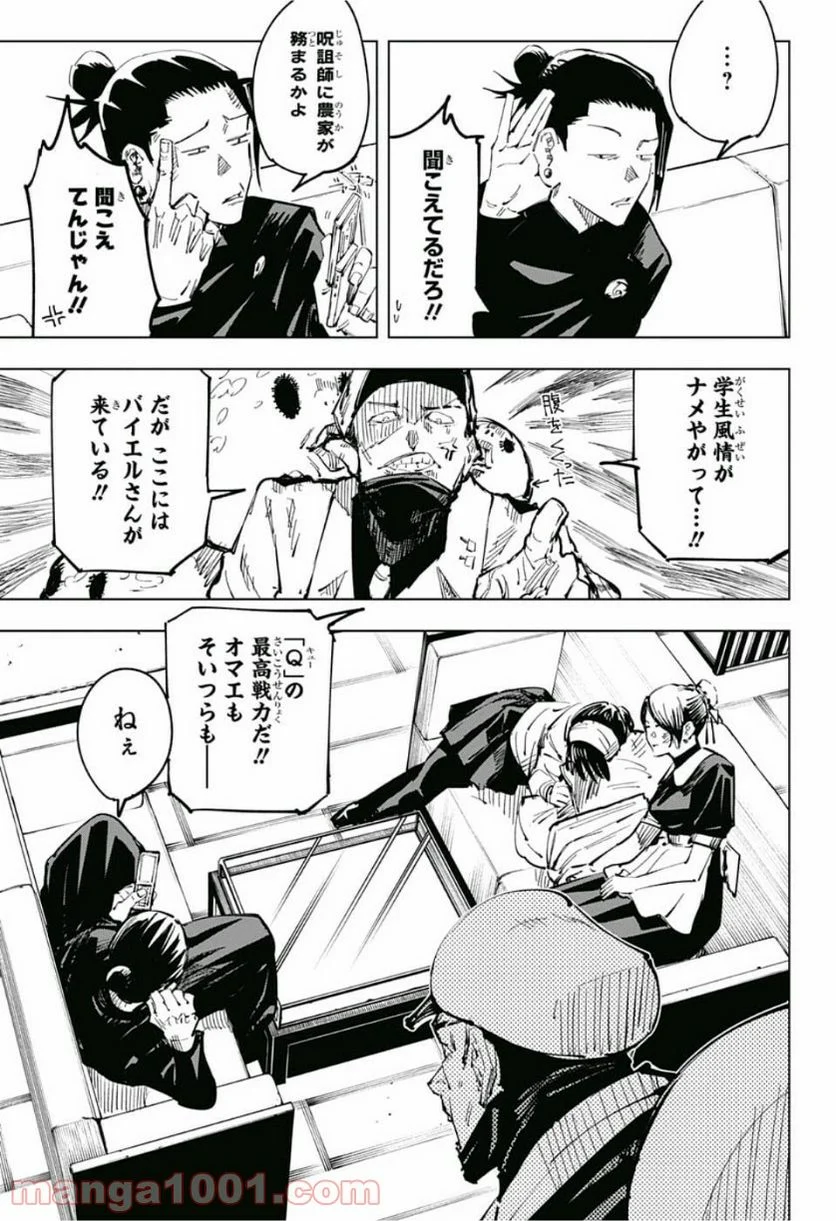 …?
聞こえてるだろ!!
呪詛師に農家が
務まるかよ
聞こえ
てんじゃん!!
学生風情が
ナメやがって…!!
腹をくくった
だが ここには
バイエルさんが
来ている!!
「Q」の
最高戦力だ!!
オマエも
そいつらも――
ねぇ
manga1001.com